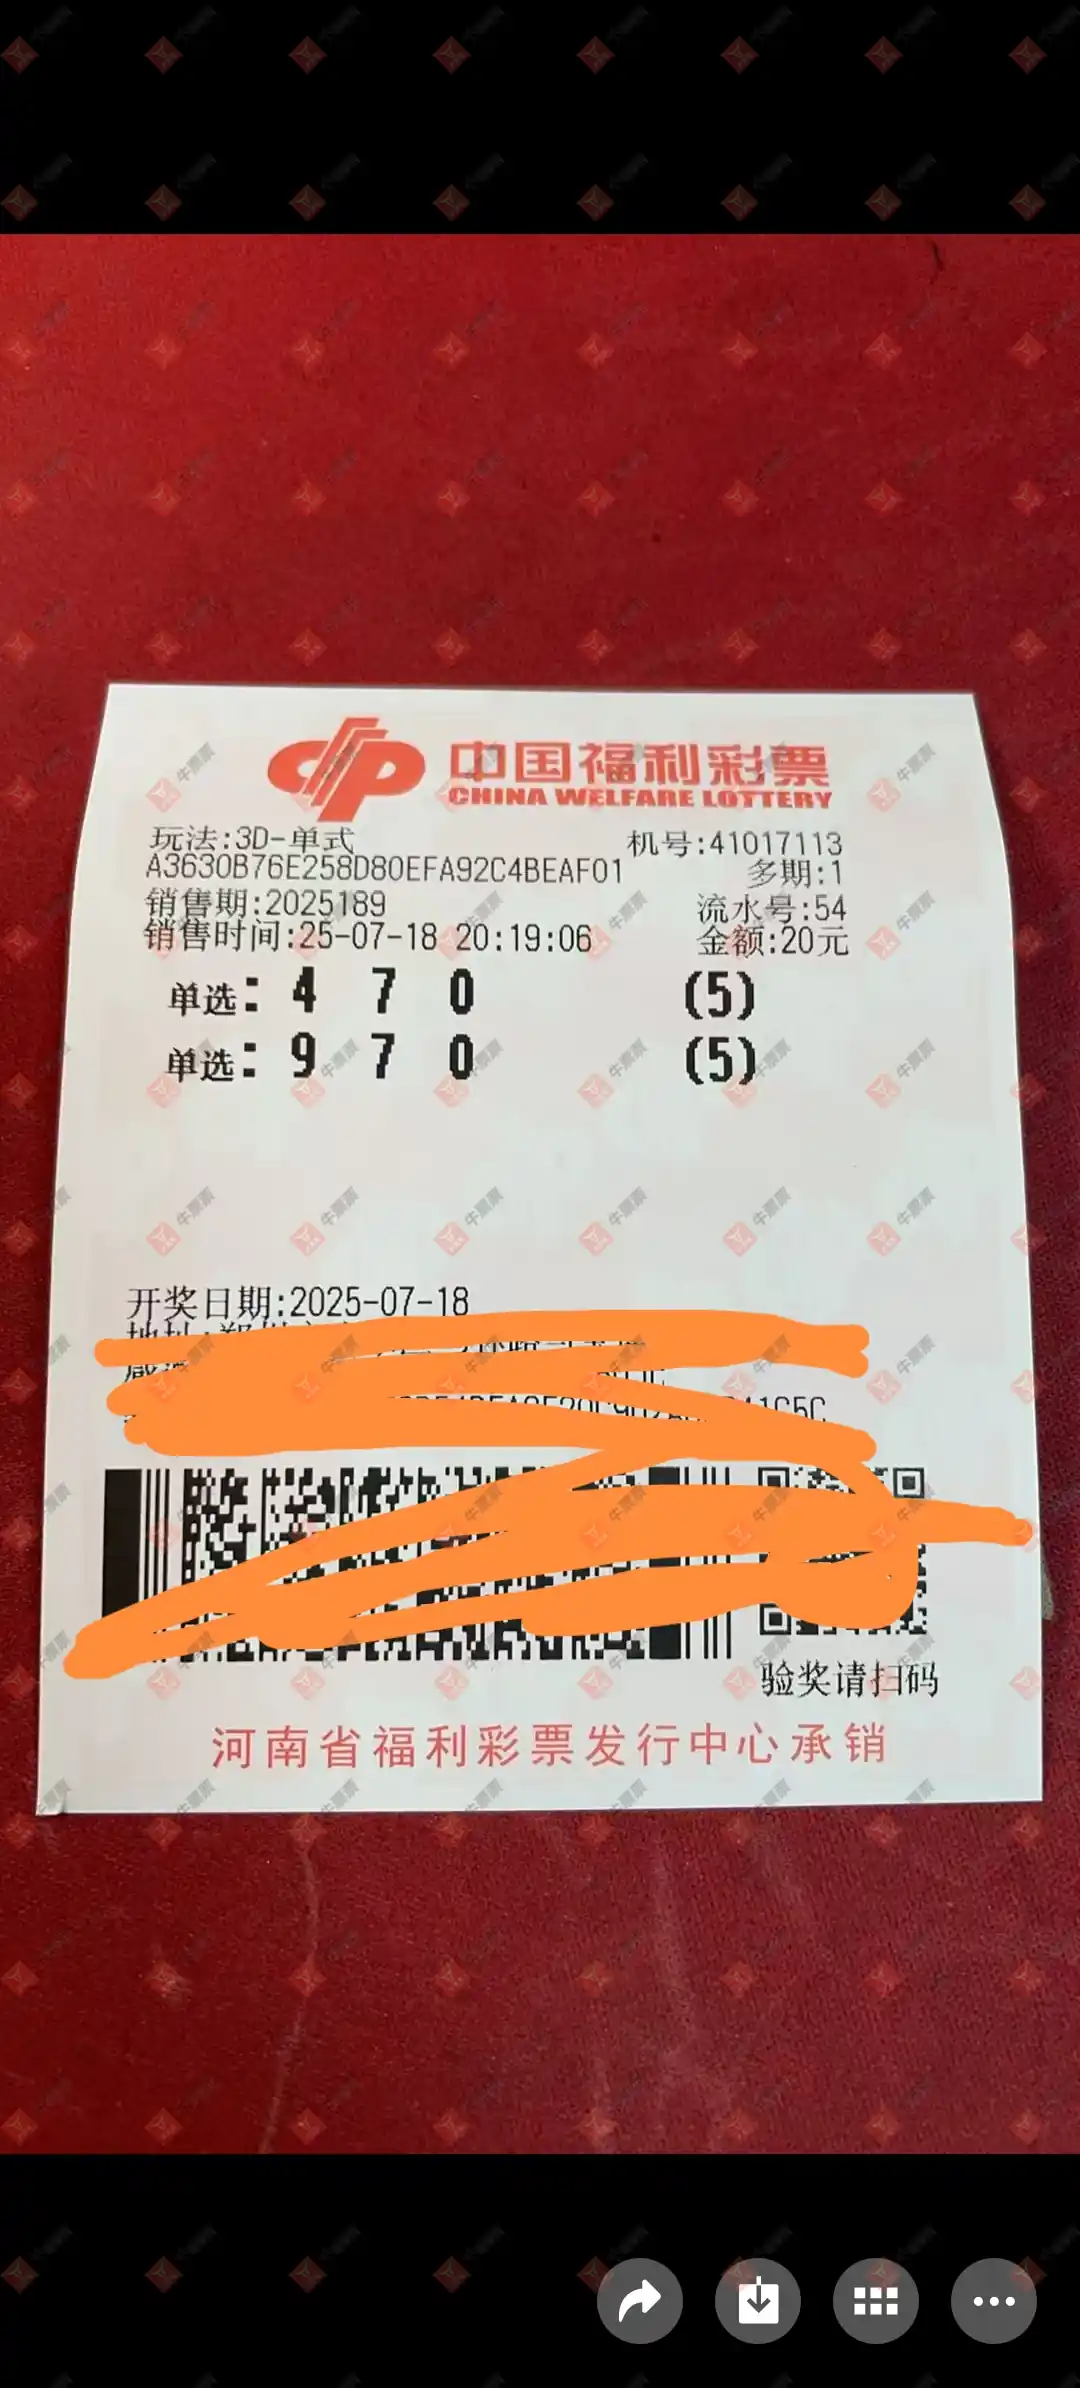 中国福利彩票
CHINA WELFARE LOTTERY
玩法:3D-单式 机号:41017113
A3630B76E258D80EFA92C4BEAF01 多期:1
销售期:2025189 流水号:54
销售时间:25-07-18 20:19:06 金额:20元
单选: 4 7 0 (5)
单选: 9 7 0 (5)
开奖日期:2025-07-18
验奖请扫码
河南省福利彩票发行中心承销
牛票票